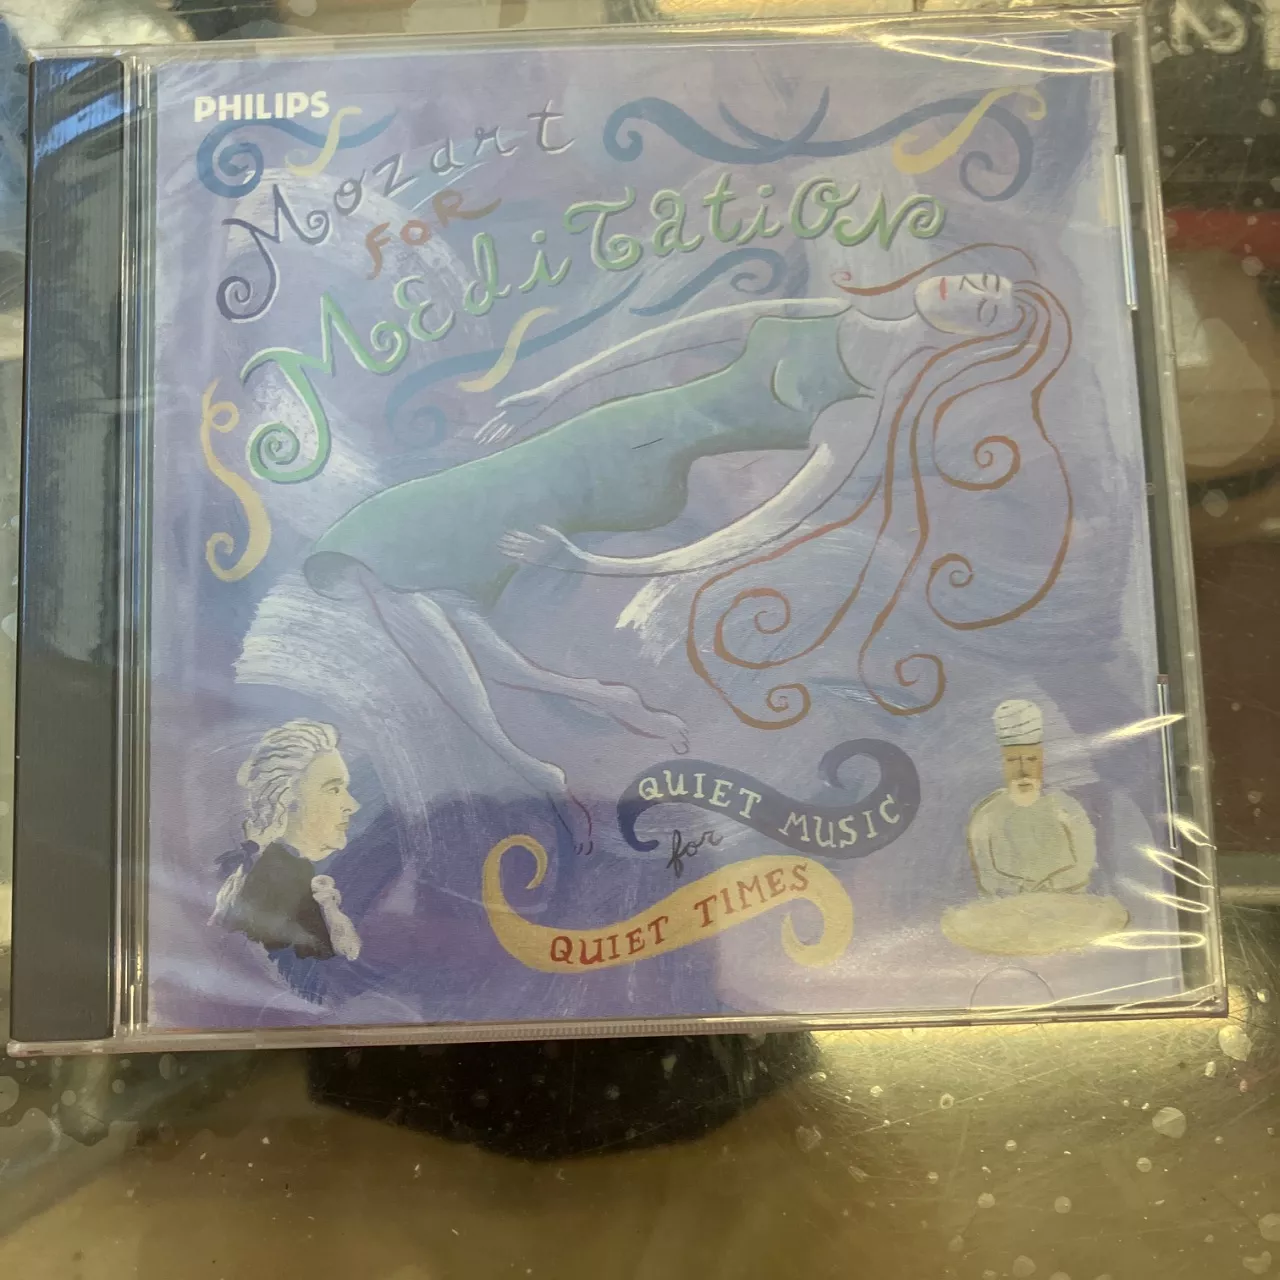 PHILIPS
Mozart
FOR
MEdiTatiON
QUIET MUSIC
for
QUIET TIMES